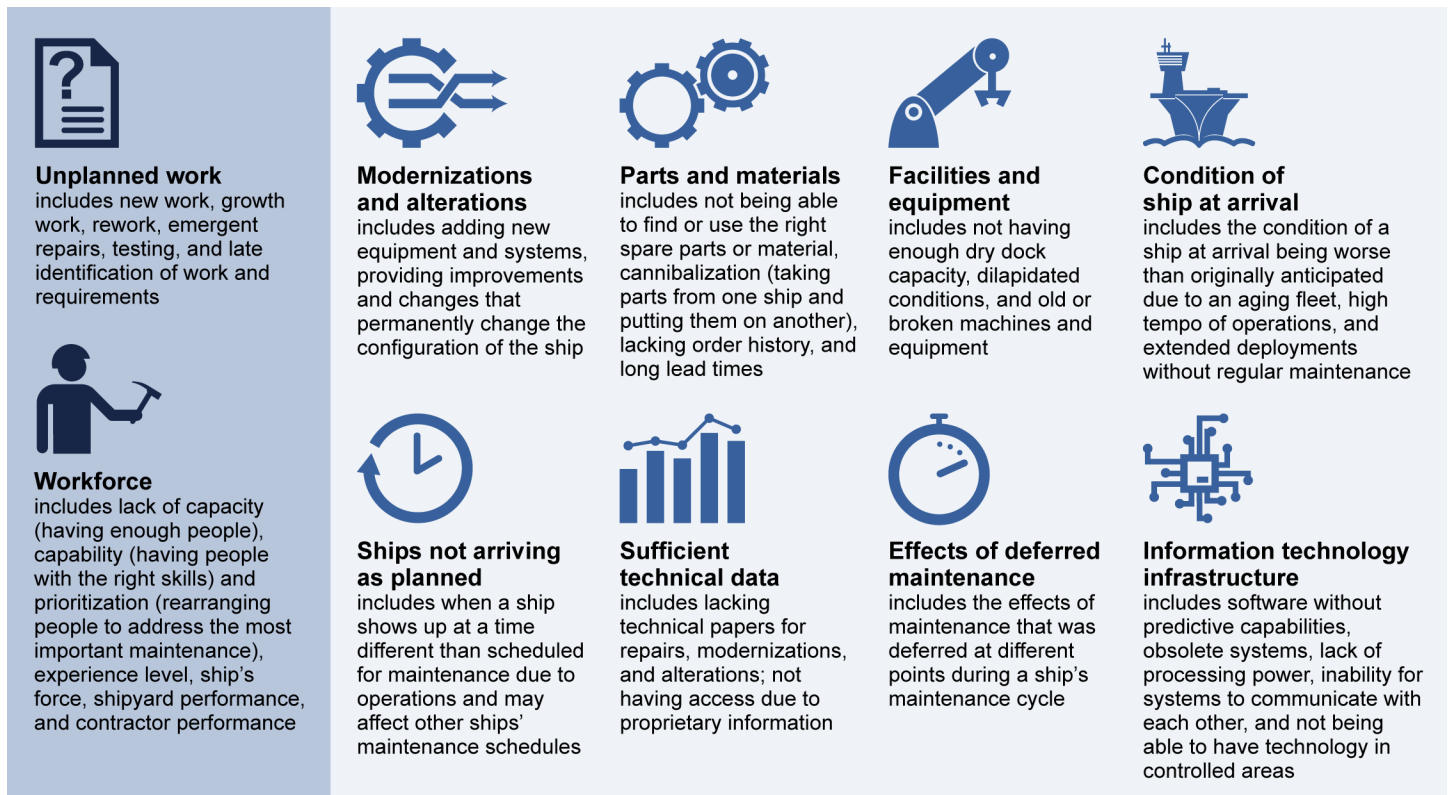 ?
Unplanned work
includes new work, growth
work, rework, emergent
repairs, testing, and late
identification of work and
requirements
Workforce
includes lack of capacity
(having enough people),
capability (having people
with the right skills) and
prioritization (rearranging
people to address the most
important maintenance),
experience level, ship’s
force, shipyard performance,
and contractor performance
Modernizations
and alterations
includes adding new
equipment and systems,
providing improvements
and changes that
permanently change the
configuration of the ship
Parts and materials
includes not being able
to find or use the right
spare parts or material,
cannibalization (taking
parts from one ship and
putting them on another),
lacking order history, and
long lead times
Facilities and
equipment
includes not having
enough dry dock
capacity, dilapidated
conditions, and old or
broken machines and
equipment
Condition of
ship at arrival
includes the condition of a
ship at arrival being worse
than originally anticipated
due to an aging fleet, high
tempo of operations, and
extended deployments
without regular maintenance
Ships not arriving
as planned
includes when a ship
shows up at a time
different than scheduled
for maintenance due to
operations and may
affect other ships’
maintenance schedules
Sufficient
technical data
includes lacking
technical papers for
repairs, modernizations,
and alterations; not
having access due to
proprietary information
Effects of deferred
maintenance
includes the effects of
maintenance that was
deferred at different
points during a ship’s
maintenance cycle
Information technology
infrastructure
includes software without
predictive capabilities,
obsolete systems, lack of
processing power, inability for
systems to communicate with
each other, and not being
able to have technology in
controlled areas